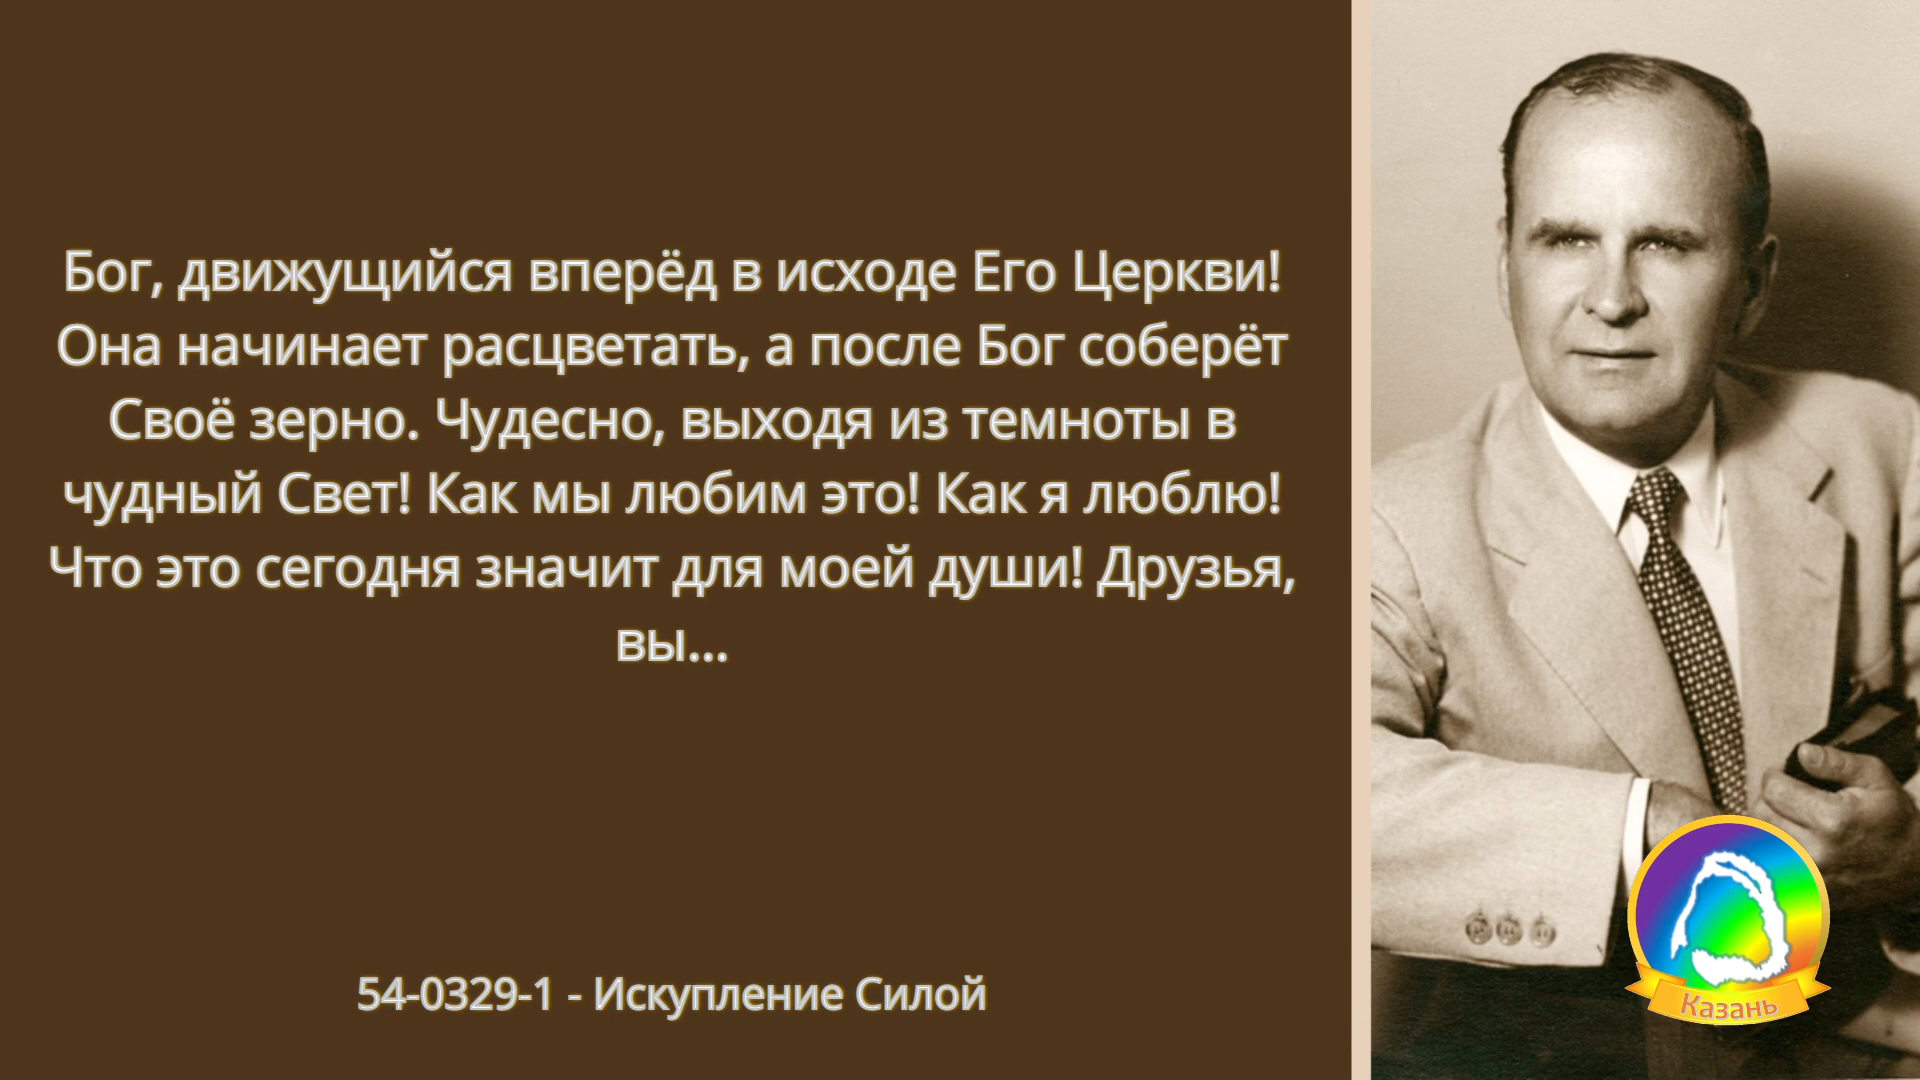 Бог, движущийся вперёд в исходе Его Церкви!
Она начинает расцветать, а после Бог соберёт
Своё зерно. Чудесно, выходя из темноты в
чудный Свет! Как мы любим это! Как я люблю!
Что это сегодня значит для моей души! Друзья,
вы...
54-0329-1 - Искупление Силой
Казань